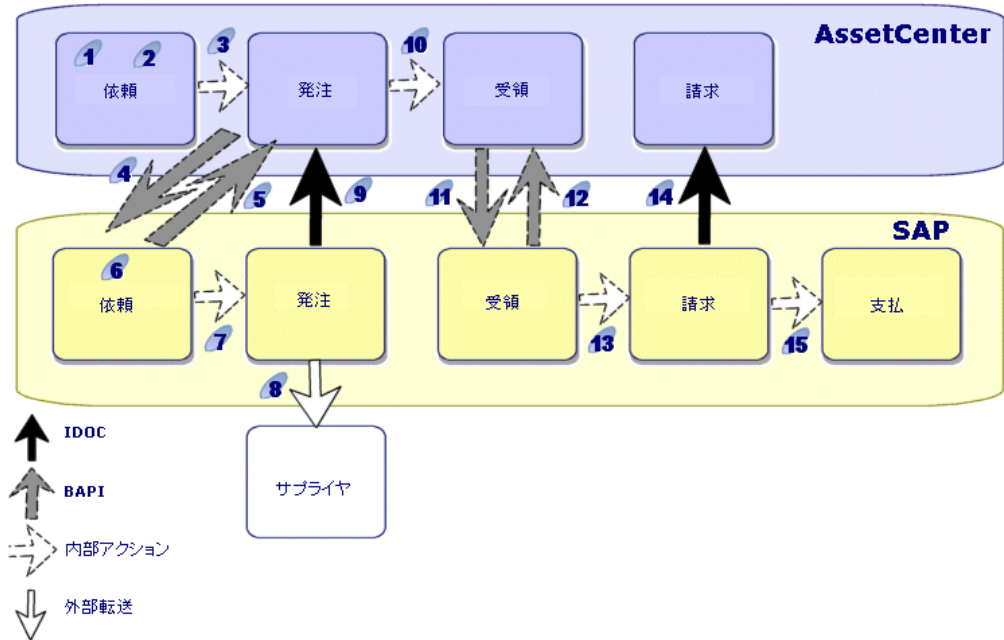 AssetCenter
1
2
3
10
依頼
発注
受領
請求
4
5
9
11
12
14
SAP
6
依頼
発注
受領
請求
支払
7
13
15
8
サプライヤ
IDOC
BAPI
内部アクション
外部転送